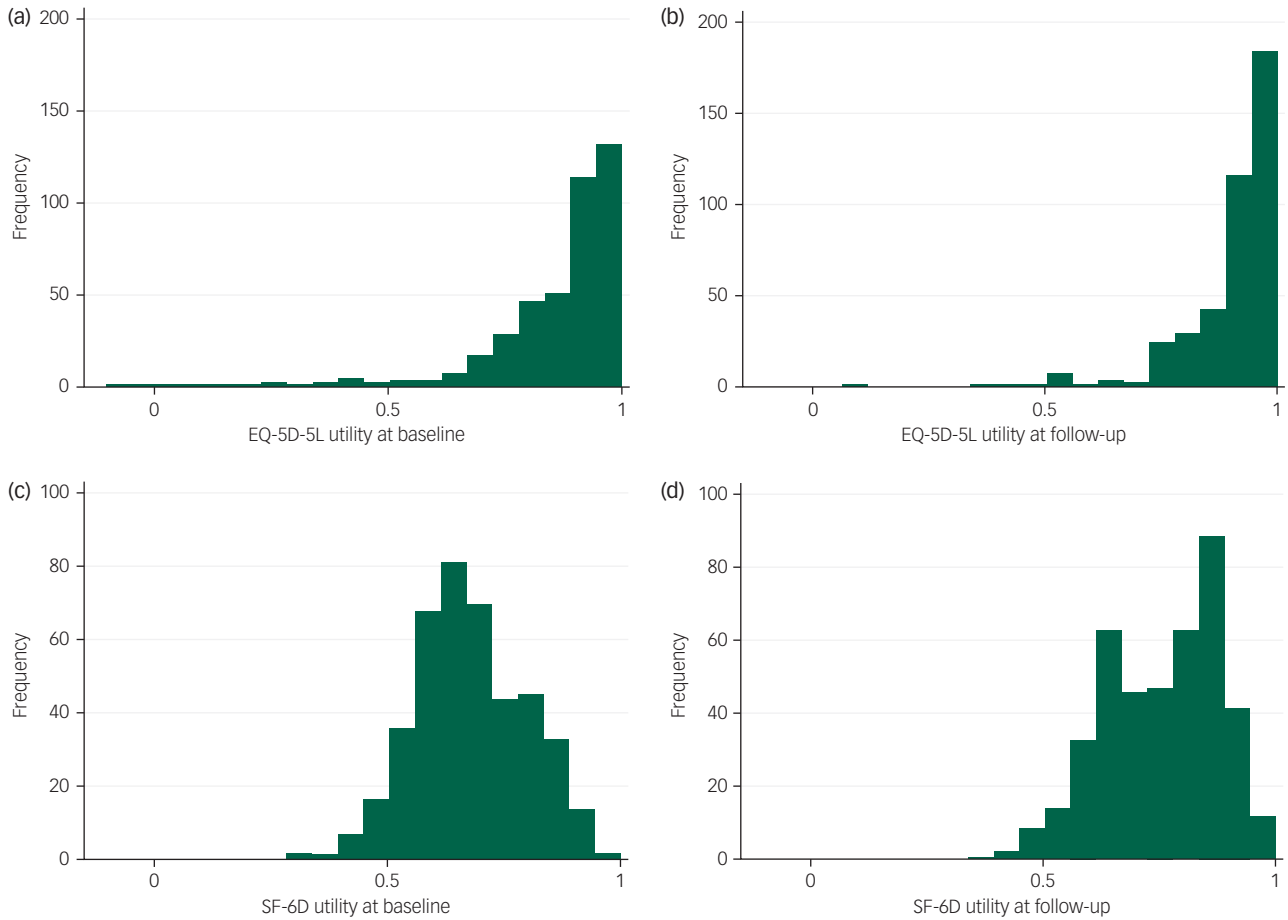 (a)
200
150
100
50
0
Frequency
0
0.5
1
EQ-5D-5L utility at baseline
(b)
200
150
100
50
0
Frequency
0
0.5
1
EQ-5D-5L utility at follow-up
(c)
100
80
60
40
20
0
Frequency
0
0.5
1
SF-6D utility at baseline
(d)
100
80
60
40
20
0
Frequency
0
0.5
1
SF-6D utility at follow-up